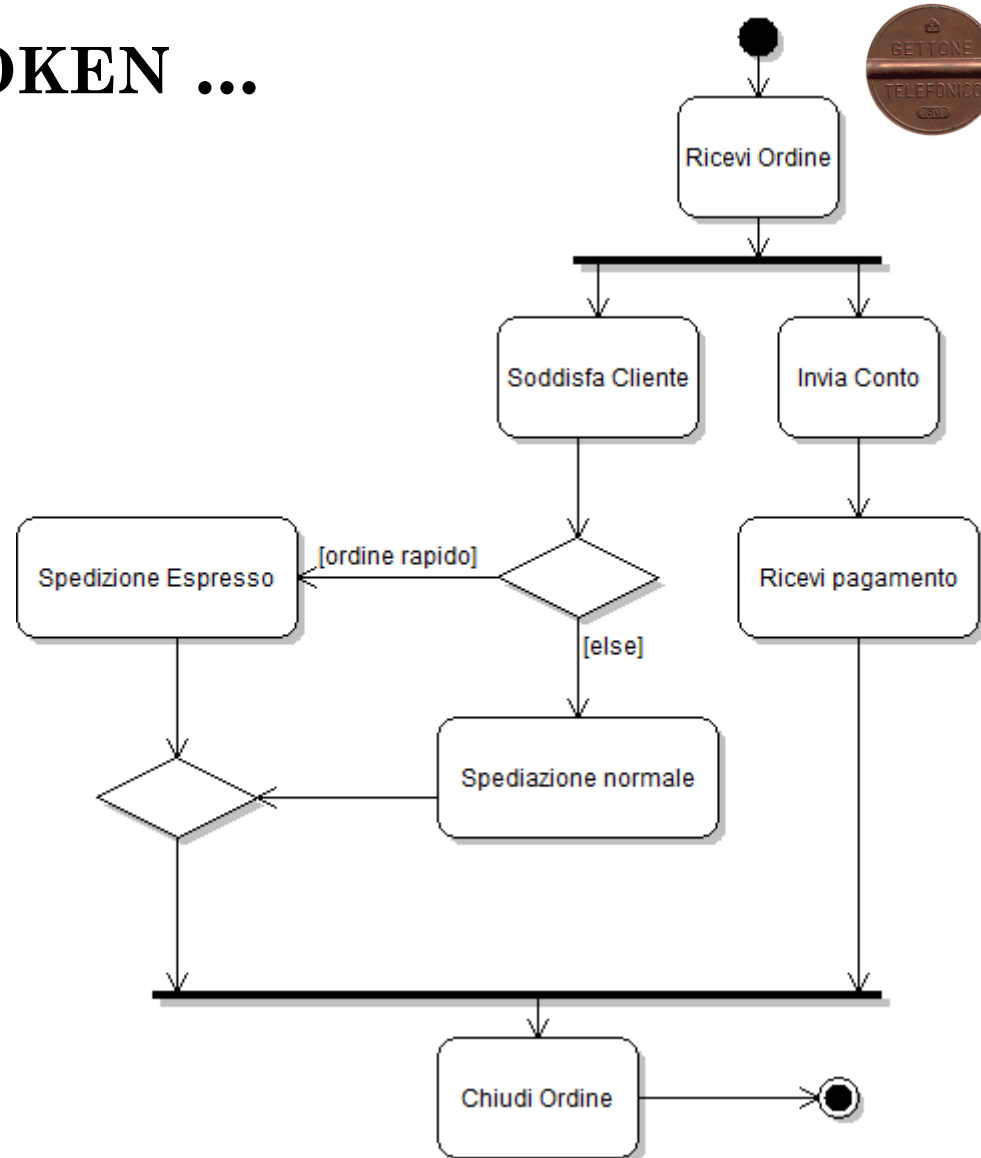 OKEN ...
GETTONE
TELEFONICO
Ricevi Ordine
Soddisfa Cliente
Invia Conto
[ordine rapido]
Spedizione Espresso
Ricevi pagamento
[else]
Spediazione normale
Chiudi Ordine